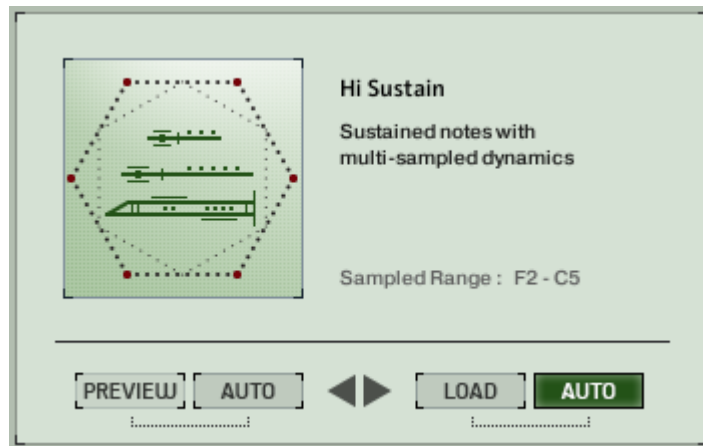 Hi Sustain
Sustained notes with
multi-sampled dynamics
Sampled Range : F2 - C5
PREVIEW AUTO LOAD AUTO